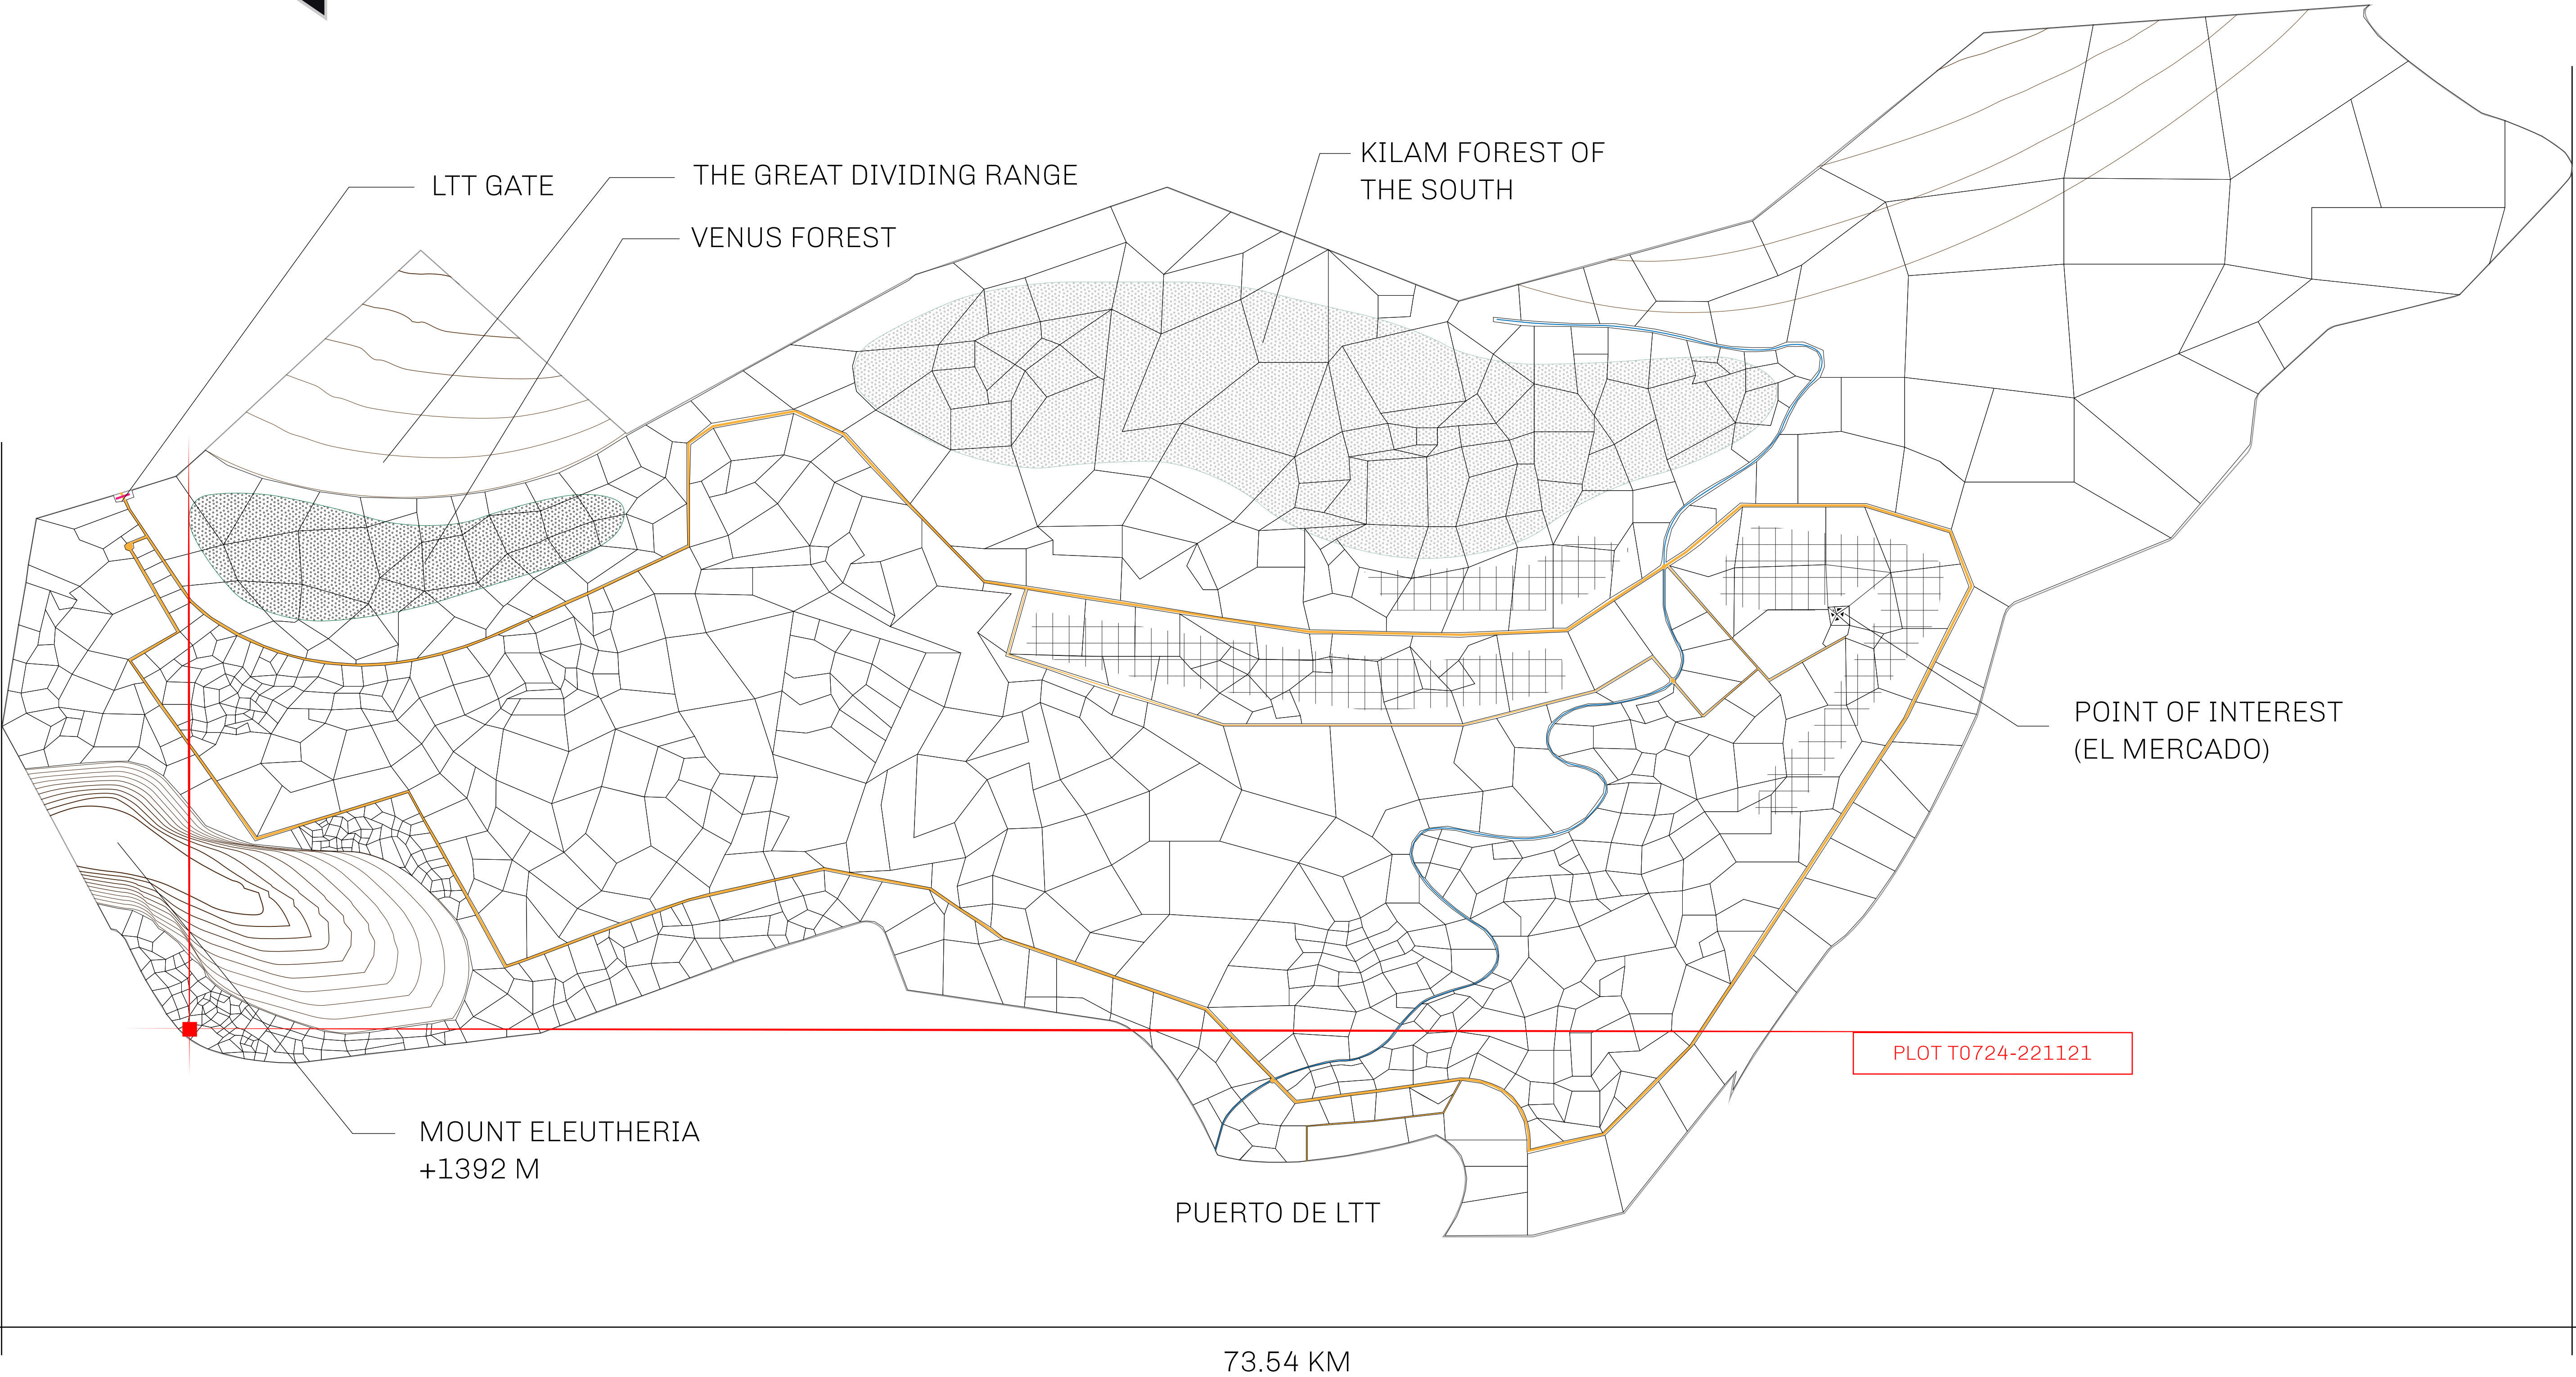 KILAM FOREST OF
THE SOUTH
LTT GATE
THE GREAT DIVIDING RANGE
VENUS FOREST
POINT OF INTEREST
(EL MERCADO)
PLOT T0724-221121
MOUNT ELEUTHERIA
+1392 M
PUERTO DE LTT
73.54 KM